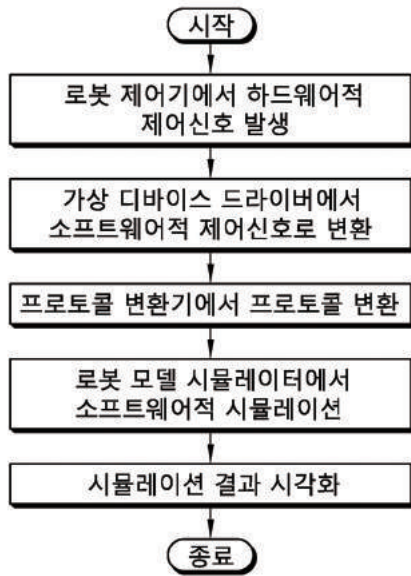 시작
로봇 제어기에서 하드웨어적
제어신호 발생
가상 디바이스 드라이버에서
소프트웨어적 제어신호로 변환
프로토콜 변환기에서 프로토콜 변환
로봇 모델 시뮬레이터에서
소프트웨어적 시뮬레이션
시뮬레이션 결과 시각화
종료